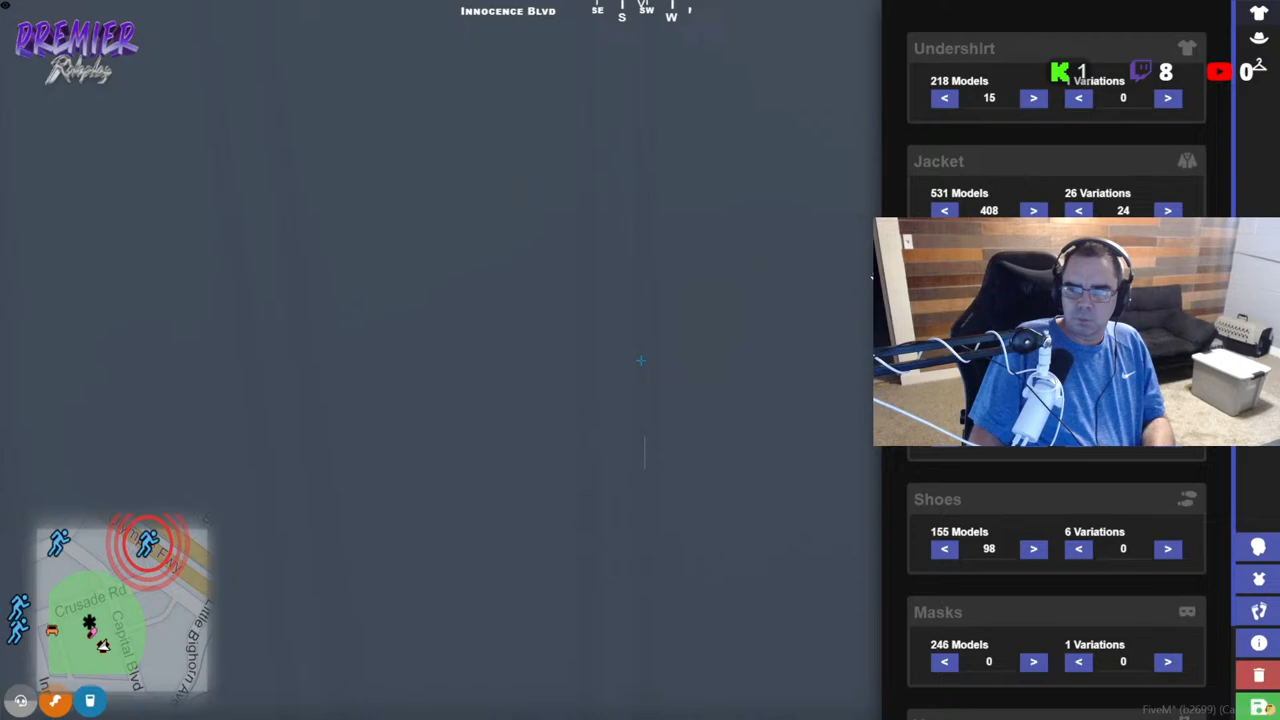 INNOCENCE BLVD
SE
S
SW
W
PREMIER
Roleplay
Undershirt
218 Models
Variations
< 15 >
< 0 >
1
8
0
Jacket
531 Models
26 Variations
< 408 >
< 24 >
Shoes
155 Models
6 Variations
< 98 >
< 0 >
Masks
246 Models
1 Variations
< 0 >
< 0 >
Crusade Rd
Capital Blvd
Little Bighorn Ave